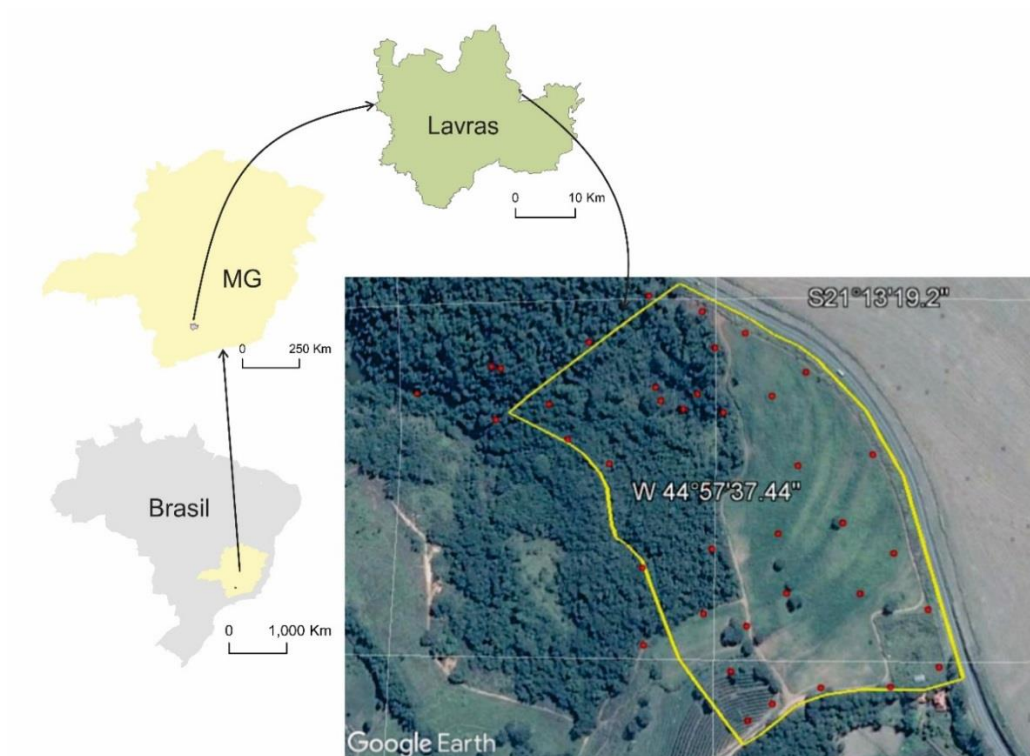 Lavras
0 10 Km
MG
0 250 Km
S21°13'19.2"
W 44°57'37.44"
Brasil
0 1,000 Km
Google Earth